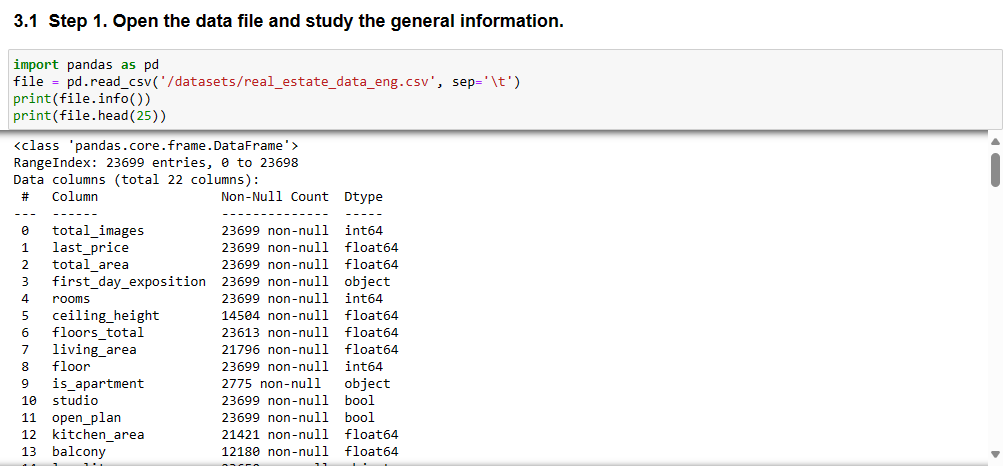 3.1 Step 1. Open the data file and study the general information.
import pandas as pd
file = pd.read_csv('/datasets/real_estate_data_eng.csv', sep='\t')
print(file.info())
print(file.head(25))
<class 'pandas.core.frame.DataFrame'>
RangeIndex: 23699 entries, 0 to 23698
Data columns (total 22 columns):
 #   Column                Non-Null Count  Dtype
---  ------                --------------  -----
 0   total_images          23699 non-null  int64
 1   last_price            23699 non-null  float64
 2   total_area            23699 non-null  float64
 3   first_day_exposition  23699 non-null  object
 4   rooms                 23699 non-null  int64
 5   ceiling_height        14504 non-null  float64
 6   floors_total          23613 non-null  float64
 7   living_area           21796 non-null  float64
 8   floor                 23699 non-null  int64
 9   is_apartment          2775 non-null   object
 10  studio                23699 non-null  bool
 11  open_plan             23699 non-null  bool
 12  kitchen_area          21421 non-null  float64
 13  balcony               12180 non-null  float64